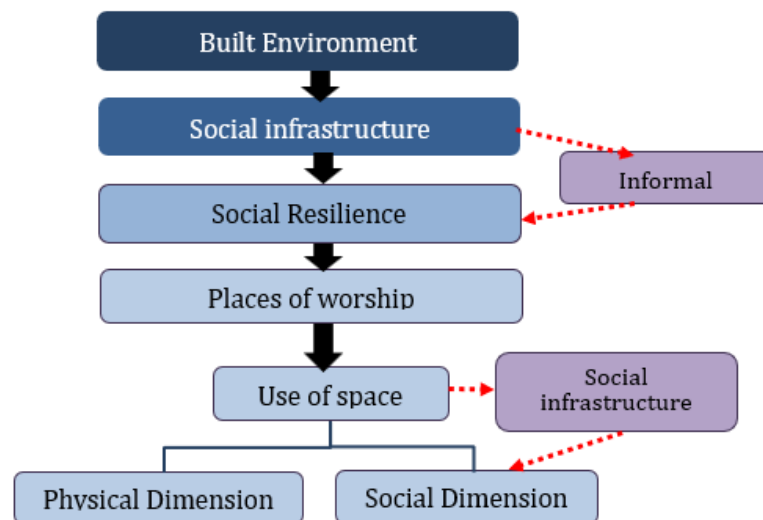 Built Environment
Social infrastructure
Informal
Social Resilience
Places of worship
Use of space
Social
infrastructure
Physical Dimension
Social Dimension